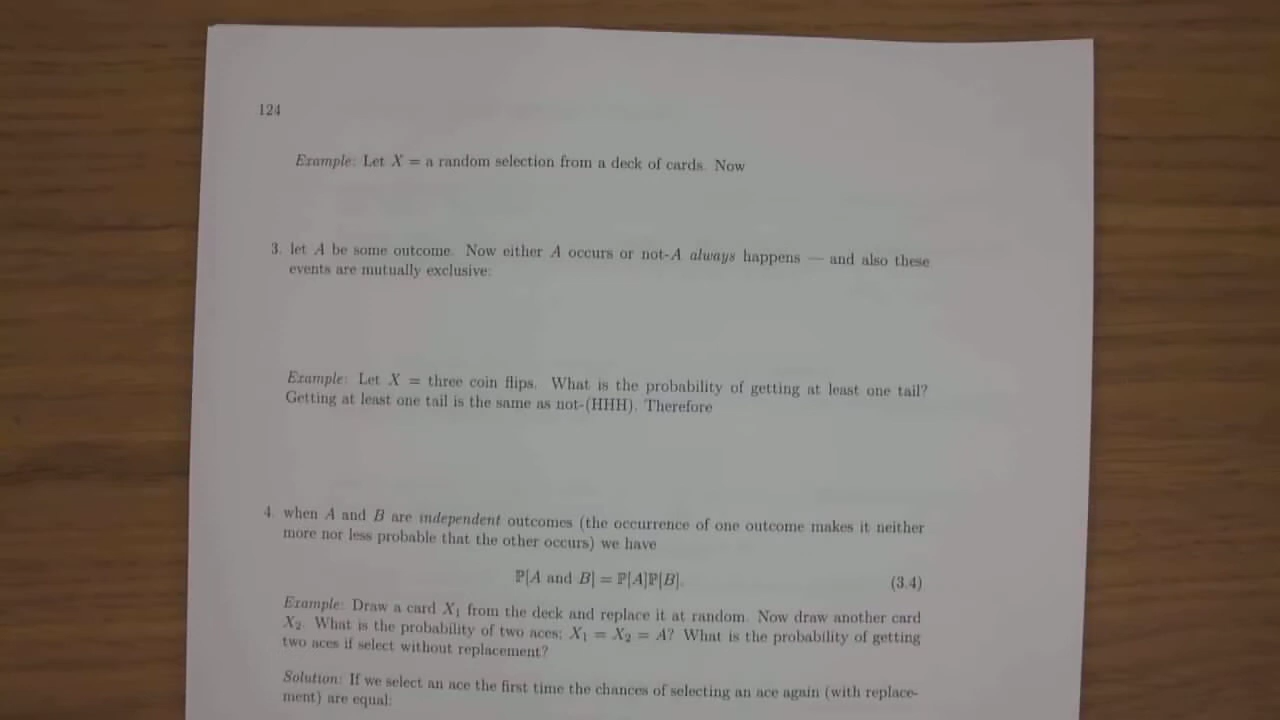 124
Example: Let X = a random selection from a deck of cards. Now
3. let A be some outcome. Now either A occurs or not-A always happens — and also these
events are mutually exclusive:
Example: Let X = three coin flips. What is the probability of getting at least one tail?
Getting at least one tail is the same as not-(HHH). Therefore
4. when A and B are independent outcomes (the occurrence of one outcome makes it neither
more nor less probable that the other occurs) we have
ℙ[A and B] = ℙ[A]ℙ[B]. (3.4)
Example: Draw a card X₁ from the deck and replace it at random. Now draw another card
X₂. What is the probability of two aces; X₁ = X₂ = A? What is the probability of getting
two aces if select without replacement?
Solution: If we select an ace the first time the chances of selecting an ace again (with replace-
ment) are equal: